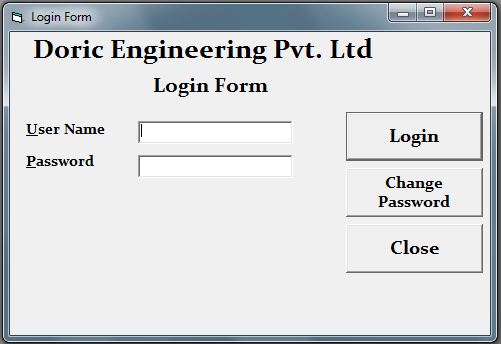 Login Form
Doric Engineering Pvt. Ltd
Login Form
User Name
Password
Login
Change
Password
Close